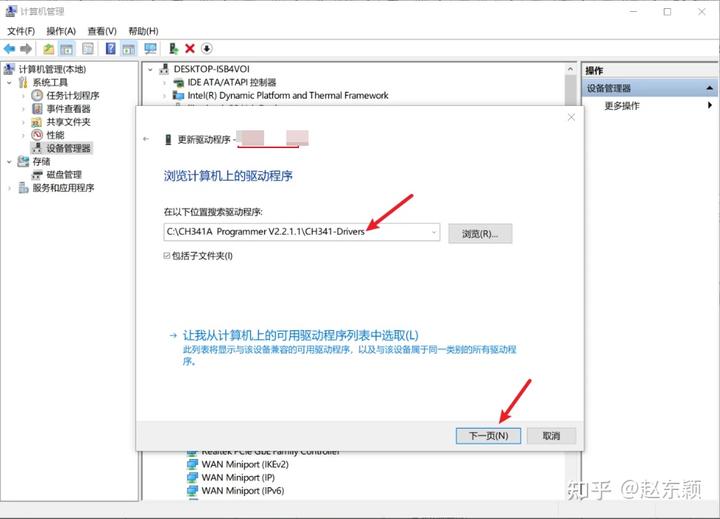 计算机管理
文件(F) 操作(A) 查看(V) 帮助(H)
计算机管理(本地)
系统工具
任务计划程序
事件查看器
共享文件夹
性能
设备管理器
存储
磁盘管理
服务和应用程序
DESKTOP-ISB4VOI
IDE ATA/ATAPI 控制器
Intel(R) Dynamic Platform and Thermal Framework
操作
设备管理器
更多操作
更新驱动程序 -
浏览计算机上的驱动程序
在以下位置搜索驱动程序:
C:\CH341A Programmer V2.2.1.1\CH341-Drivers
浏览(R)...
包括子文件夹(I)
让我从计算机上的可用驱动程序列表中选取(L)
此列表将显示与该设备兼容的可用驱动程序，以及与该设备属于同一类别的所有驱动程
序。
下一页(N)
取消
Realtek PCIe GbE Family Controller
WAN Miniport (IKEv2)
WAN Miniport (IP)
WAN Miniport (IPv6)
知乎 @赵东颖